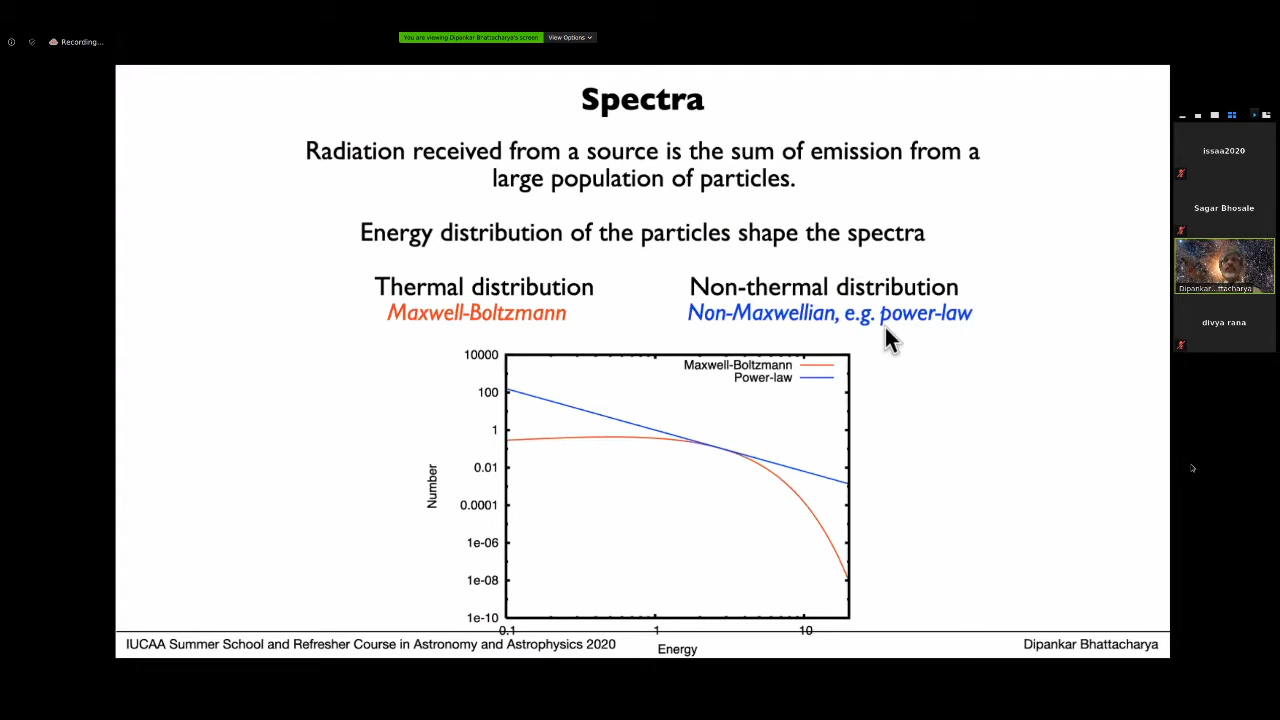 You are viewing Dipankar Bhattacharya's screen
View Options
Recording...
Spectra
Radiation received from a source is the sum of emission from a
large population of particles.
Energy distribution of the particles shape the spectra
Thermal distribution
Maxwell-Boltzmann
Non-thermal distribution
Non-Maxwellian, e.g. power-law
10000
100
1
0.01
0.0001
1e-06
1e-08
1e-10
Number
Maxwell-Boltzmann
Power-law
0.1
1
10
Energy
IUCAA Summer School and Refresher Course in Astronomy and Astrophysics 2020
Dipankar Bhattacharya
issaa2020
Sagar Bhosale
Dipankar...ttacharya
divya rana